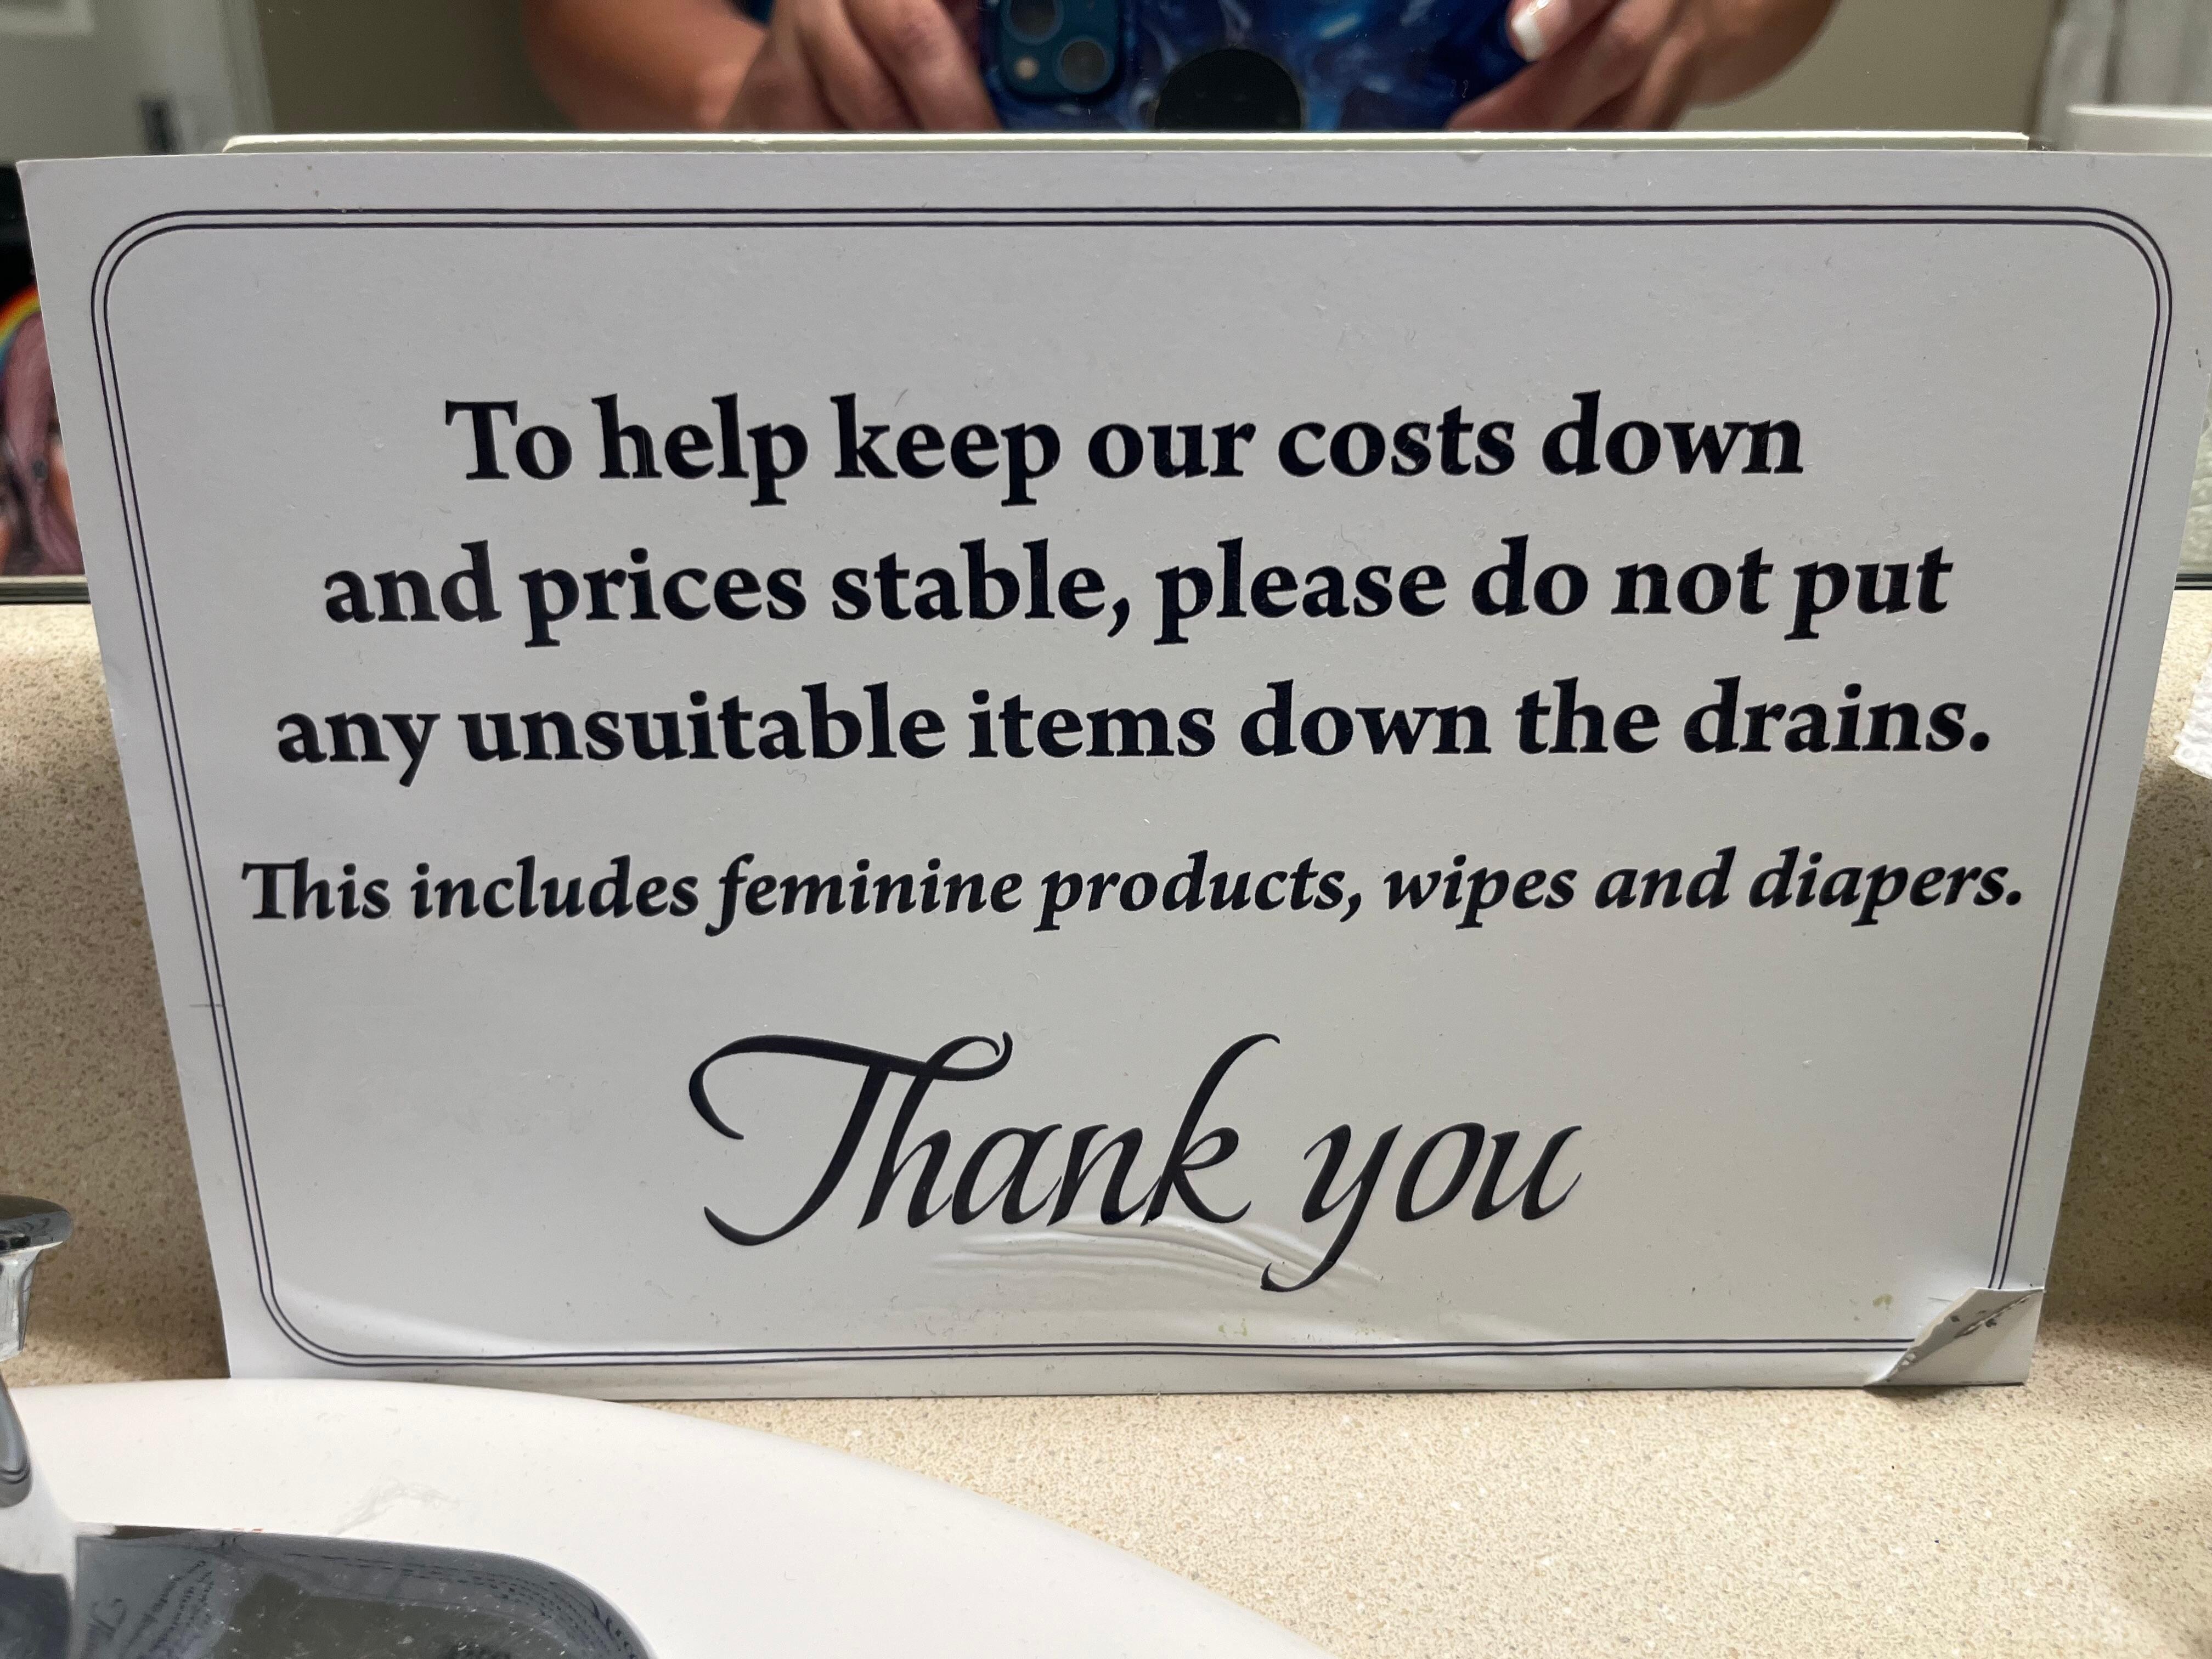 To help keep our costs down
and prices stable, please do not put
any unsuitable items down the drains.
This includes feminine products, wipes and diapers.
Thank you